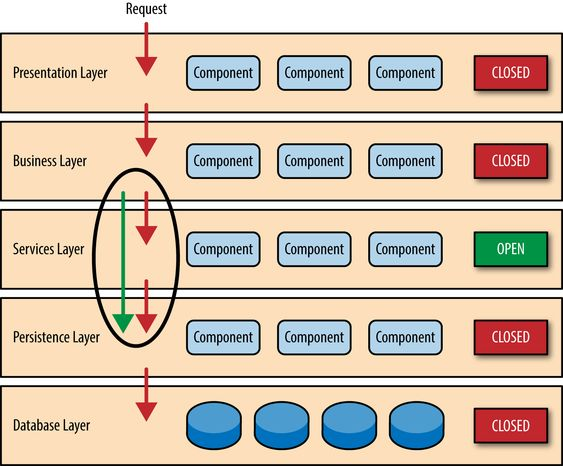 Request
Presentation Layer
Component
Component
Component
CLOSED
Business Layer
Component
Component
Component
CLOSED
Services Layer
Component
Component
Component
OPEN
Persistence Layer
Component
Component
Component
CLOSED
Database Layer
CLOSED